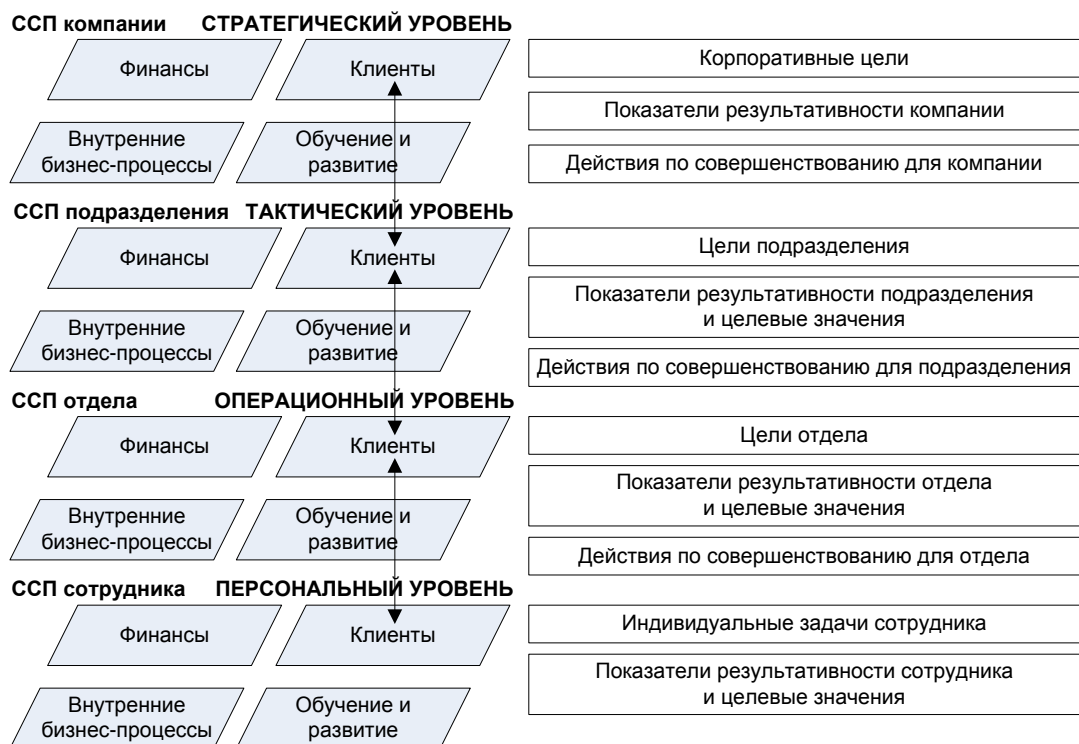 ССП компании СТРАТЕГИЧЕСКИЙ УРОВЕНЬ
Финансы
Клиенты
Внутренние
бизнес-процессы
Обучение и
развитие
Корпоративные цели
Показатели результативности компании
Действия по совершенствованию для компании
ССП подразделения ТАКТИЧЕСКИЙ УРОВЕНЬ
Финансы
Клиенты
Внутренние
бизнес-процессы
Обучение и
развитие
Цели подразделения
Показатели результативности подразделения
и целевые значения
Действия по совершенствованию для подразделения
ССП отдела ОПЕРАЦИОННЫЙ УРОВЕНЬ
Финансы
Клиенты
Внутренние
бизнес-процессы
Обучение и
развитие
Цели отдела
Показатели результативности отдела
и целевые значения
Действия по совершенствованию для отдела
ССП сотрудника ПЕРСОНАЛЬНЫЙ УРОВЕНЬ
Финансы
Клиенты
Внутренние
бизнес-процессы
Обучение и
развитие
Индивидуальные задачи сотрудника
Показатели результативности сотрудника
и целевые значения